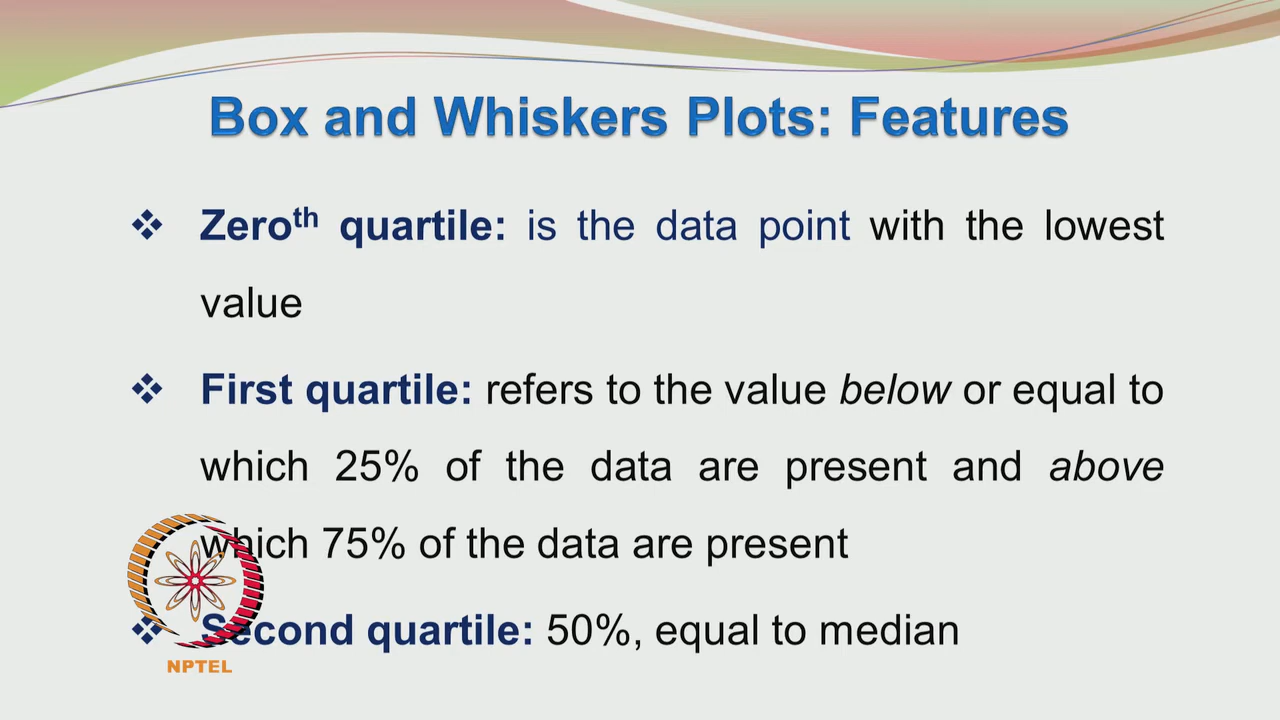 Box and Whiskers Plots: Features
❖ Zeroth quartile: is the data point with the lowest
value
❖ First quartile: refers to the value below or equal to
which 25% of the data are present and above
which 75% of the data are present
❖ Second quartile: 50%, equal to median
NPTEL